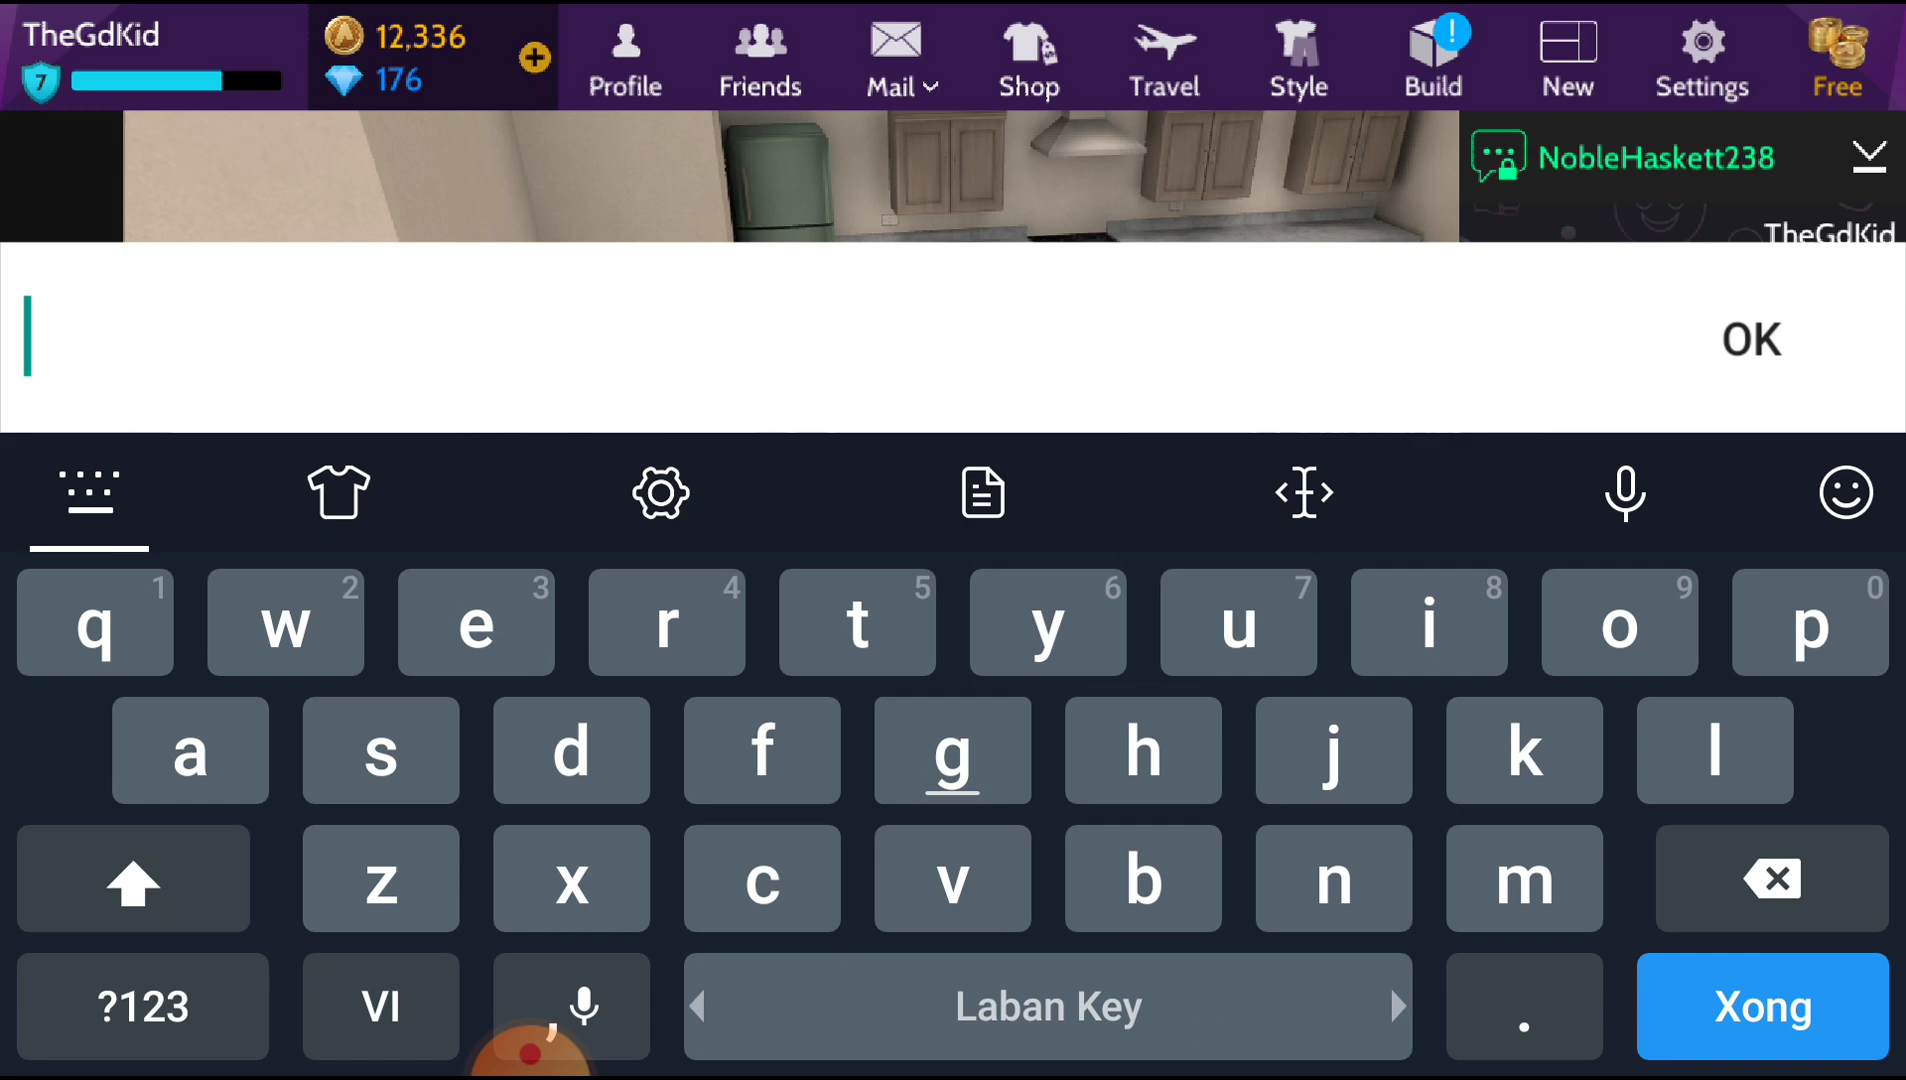 TheGdKid
7
12,336
176
Profile
Friends
Mail
Shop
Travel
Style
Build
!
New
Settings
Free
NobleHaskett238
TheGdKid
OK
q 1 w 2 e 3 r 4 t 5 y 6 u 7 i 8 o 9 p 0
a s d f g h j k l
z x c v b n m
?123 VI , Laban Key . Xong